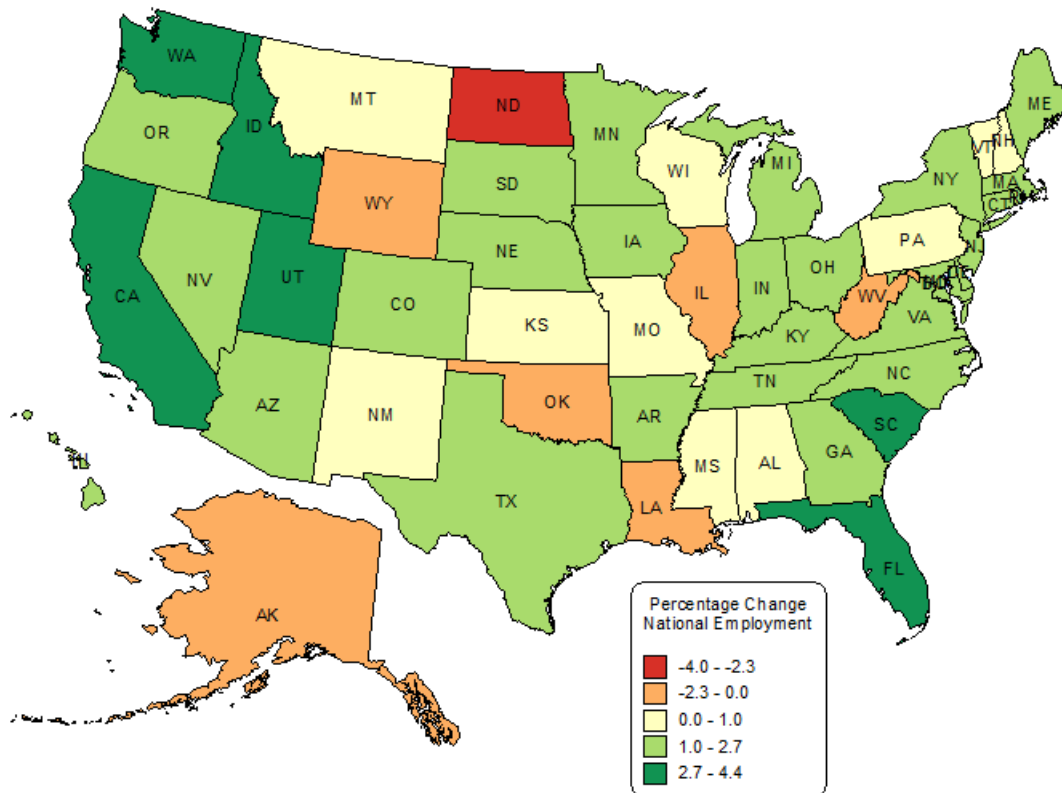 WA
MT
ND
ME
MN
OR
ID
VT
NH
WI
MI
SD
NY
MA
WY
CT
IA
PA
NE
NJ
OH
NV
UT
IL
IN
CA
CO
WV
VA
KS
MO
KY
NC
TN
AZ
OK
AR
NM
SC
MS
AL
GA
TX
LA
FL
AK
Percentage Change
National Employment
-4.0 - -2.3
-2.3 - 0.0
0.0 - 1.0
1.0 - 2.7
2.7 - 4.4